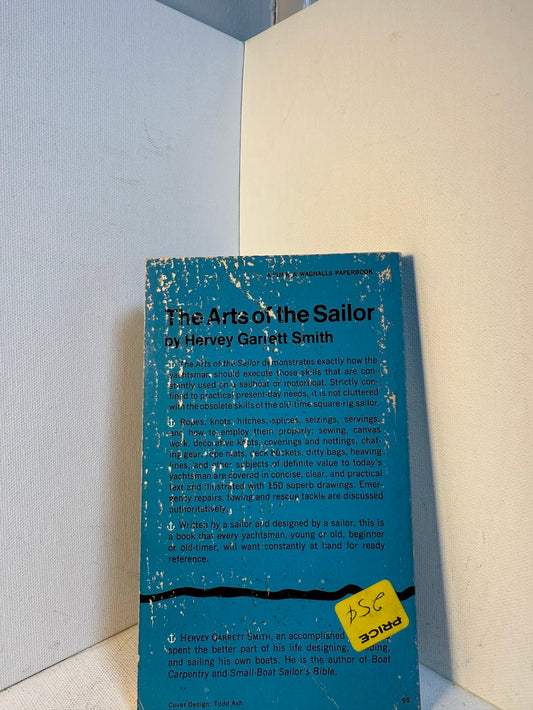 A FUNK & WAGNALLS PAPERBOOK
The Arts of the Sailor
by Hervey Garrett Smith
The Arts of the Sailor demonstrates exactly how the
yachtsman should execute those skills that are con-
stantly used on a sailboat or motorboat. Strictly con-
fined to practical present-day needs, it is not cluttered
with the obsolete skills of the old-time square-rig sailor.
Ropes, knots, hitches, splices, seizings, servings,
and how to employ them properly; sewing, canvas
work, decorative knots, coverings and nettings, chaf-
ing gear, rope mats, deck buckets, ditty bags, heaving
lines, and other subjects of definite value to today's
yachtsman are covered in concise, clear, and practical
text and illustrated with 150 superb drawings. Emer-
gency repairs, towing and rescue tackle are discussed
authoritatively.
Written by a sailor and designed by a sailor, this is
a book that every yachtsman, young or old, beginner
or old-timer, will want constantly at hand for ready
reference.
25¢
PRICE
HERVEY GARRETT SMITH, an accomplished
spent the better part of his life designing,
and sailing his own boats. He is the author of Boat
Carpentry and Small-Boat Sailor's Bible.
Cover Design: Todd Ash
95